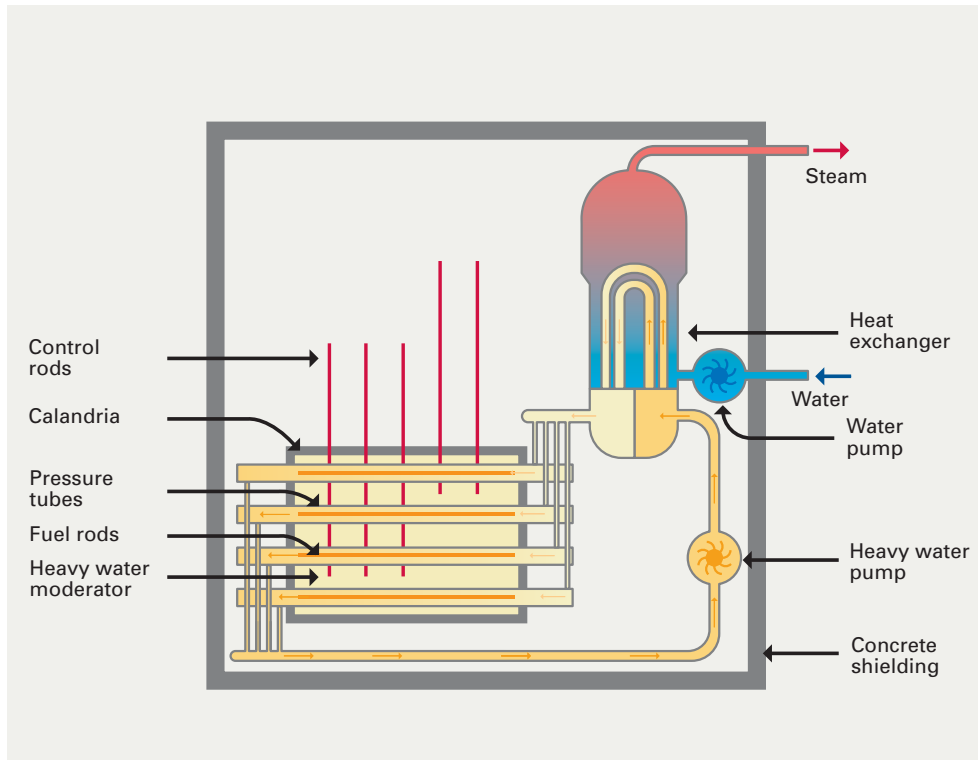 Steam
Heat
exchanger
Water
Water
pump
Control
rods
Calandria
Pressure
tubes
Fuel rods
Heavy water
moderator
Heavy water
pump
Concrete
shielding